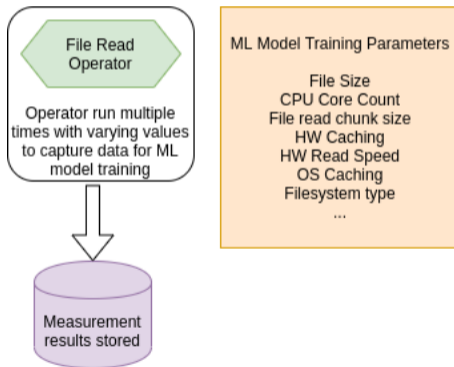 File Read
Operator
Operator run multiple
times with varying values
to capture data for ML
model training
Measurement
results stored
ML Model Training Parameters
File Size
CPU Core Count
File read chunk size
HW Caching
HW Read Speed
OS Caching
Filesystem type
...